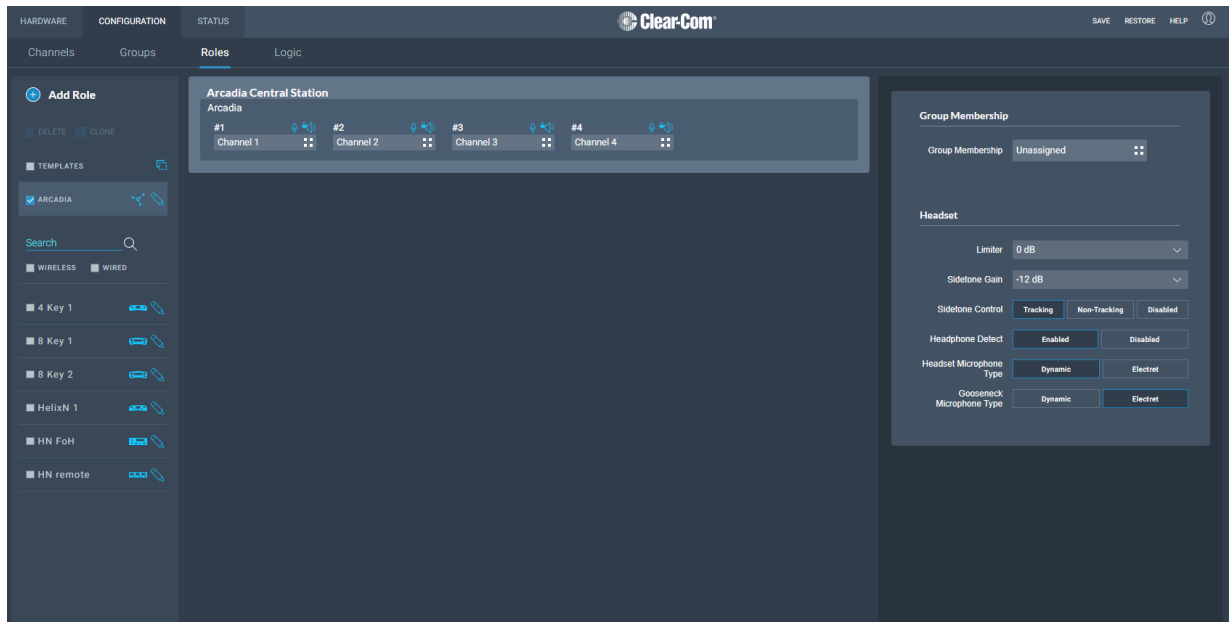 HARDWARE CONFIGURATION STATUS Clear-Com® SAVE RESTORE HELP
Channels Groups Roles Logic
Add Role
DELETE CLONE
TEMPLATES
ARCADIA
Search
WIRELESS WIRED
4 Key 1
8 Key 1
8 Key 2
HelixN 1
HN FoH
HN remote
Arcadia Central Station
Arcadia
#1 #2 #3 #4
Channel 1 Channel 2 Channel 3 Channel 4
Group Membership
Group Membership Unassigned
Headset
Limiter 0 dB
Sidetone Gain -12 dB
Sidetone Control Tracking Non-Tracking Disabled
Headphone Detect Enabled Disabled
Headset Microphone
Type Dynamic Electret
Gooseneck
Microphone Type Dynamic Electret